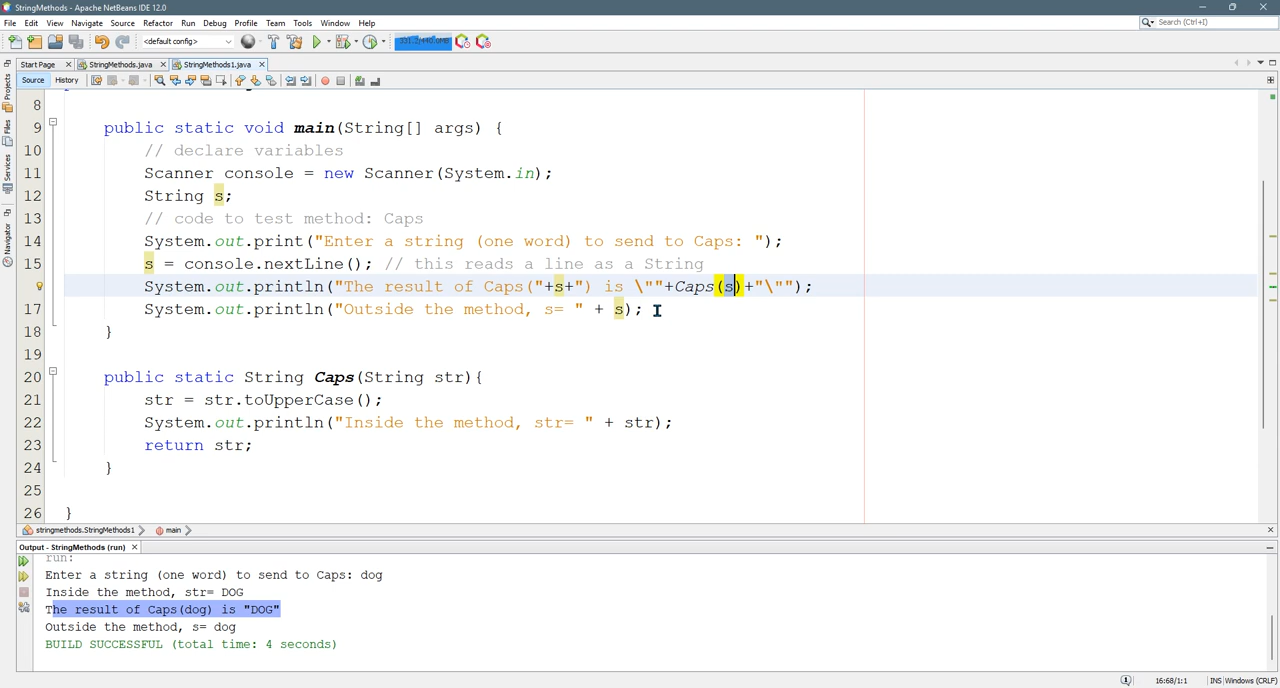 StringMethods - Apache NetBeans IDE 12.0
File Edit View Navigate Source Refactor Run Debug Profile Team Tools Window Help
Search (Ctrl+I)
<default config>
Start Page StringMethods.java StringMethods1.java
Source History
Projects
Files
Services
Navigator
8
9 public static void main(String[] args) {
10 // declare variables
11 Scanner console = new Scanner(System.in);
12 String s;
13 // code to test method: Caps
14 System.out.print("Enter a string (one word) to send to Caps: ");
15 s = console.nextLine(); // this reads a line as a String
System.out.println("The result of Caps("+s+") is \""+Caps(s)+"\"");
17 System.out.println("Outside the method, s= " + s);
18 }
19
20 public static String Caps(String str){
21 str = str.toUpperCase();
22 System.out.println("Inside the method, str= " + str);
23 return str;
24 }
25
26 }
stringmethods.StringMethods1 main
Output - StringMethods (run)
run:
Enter a string (one word) to send to Caps: dog
Inside the method, str= DOG
The result of Caps(dog) is "DOG"
Outside the method, s= dog
BUILD SUCCESSFUL (total time: 4 seconds)
16:68/1:1 INS Windows (CRLF)